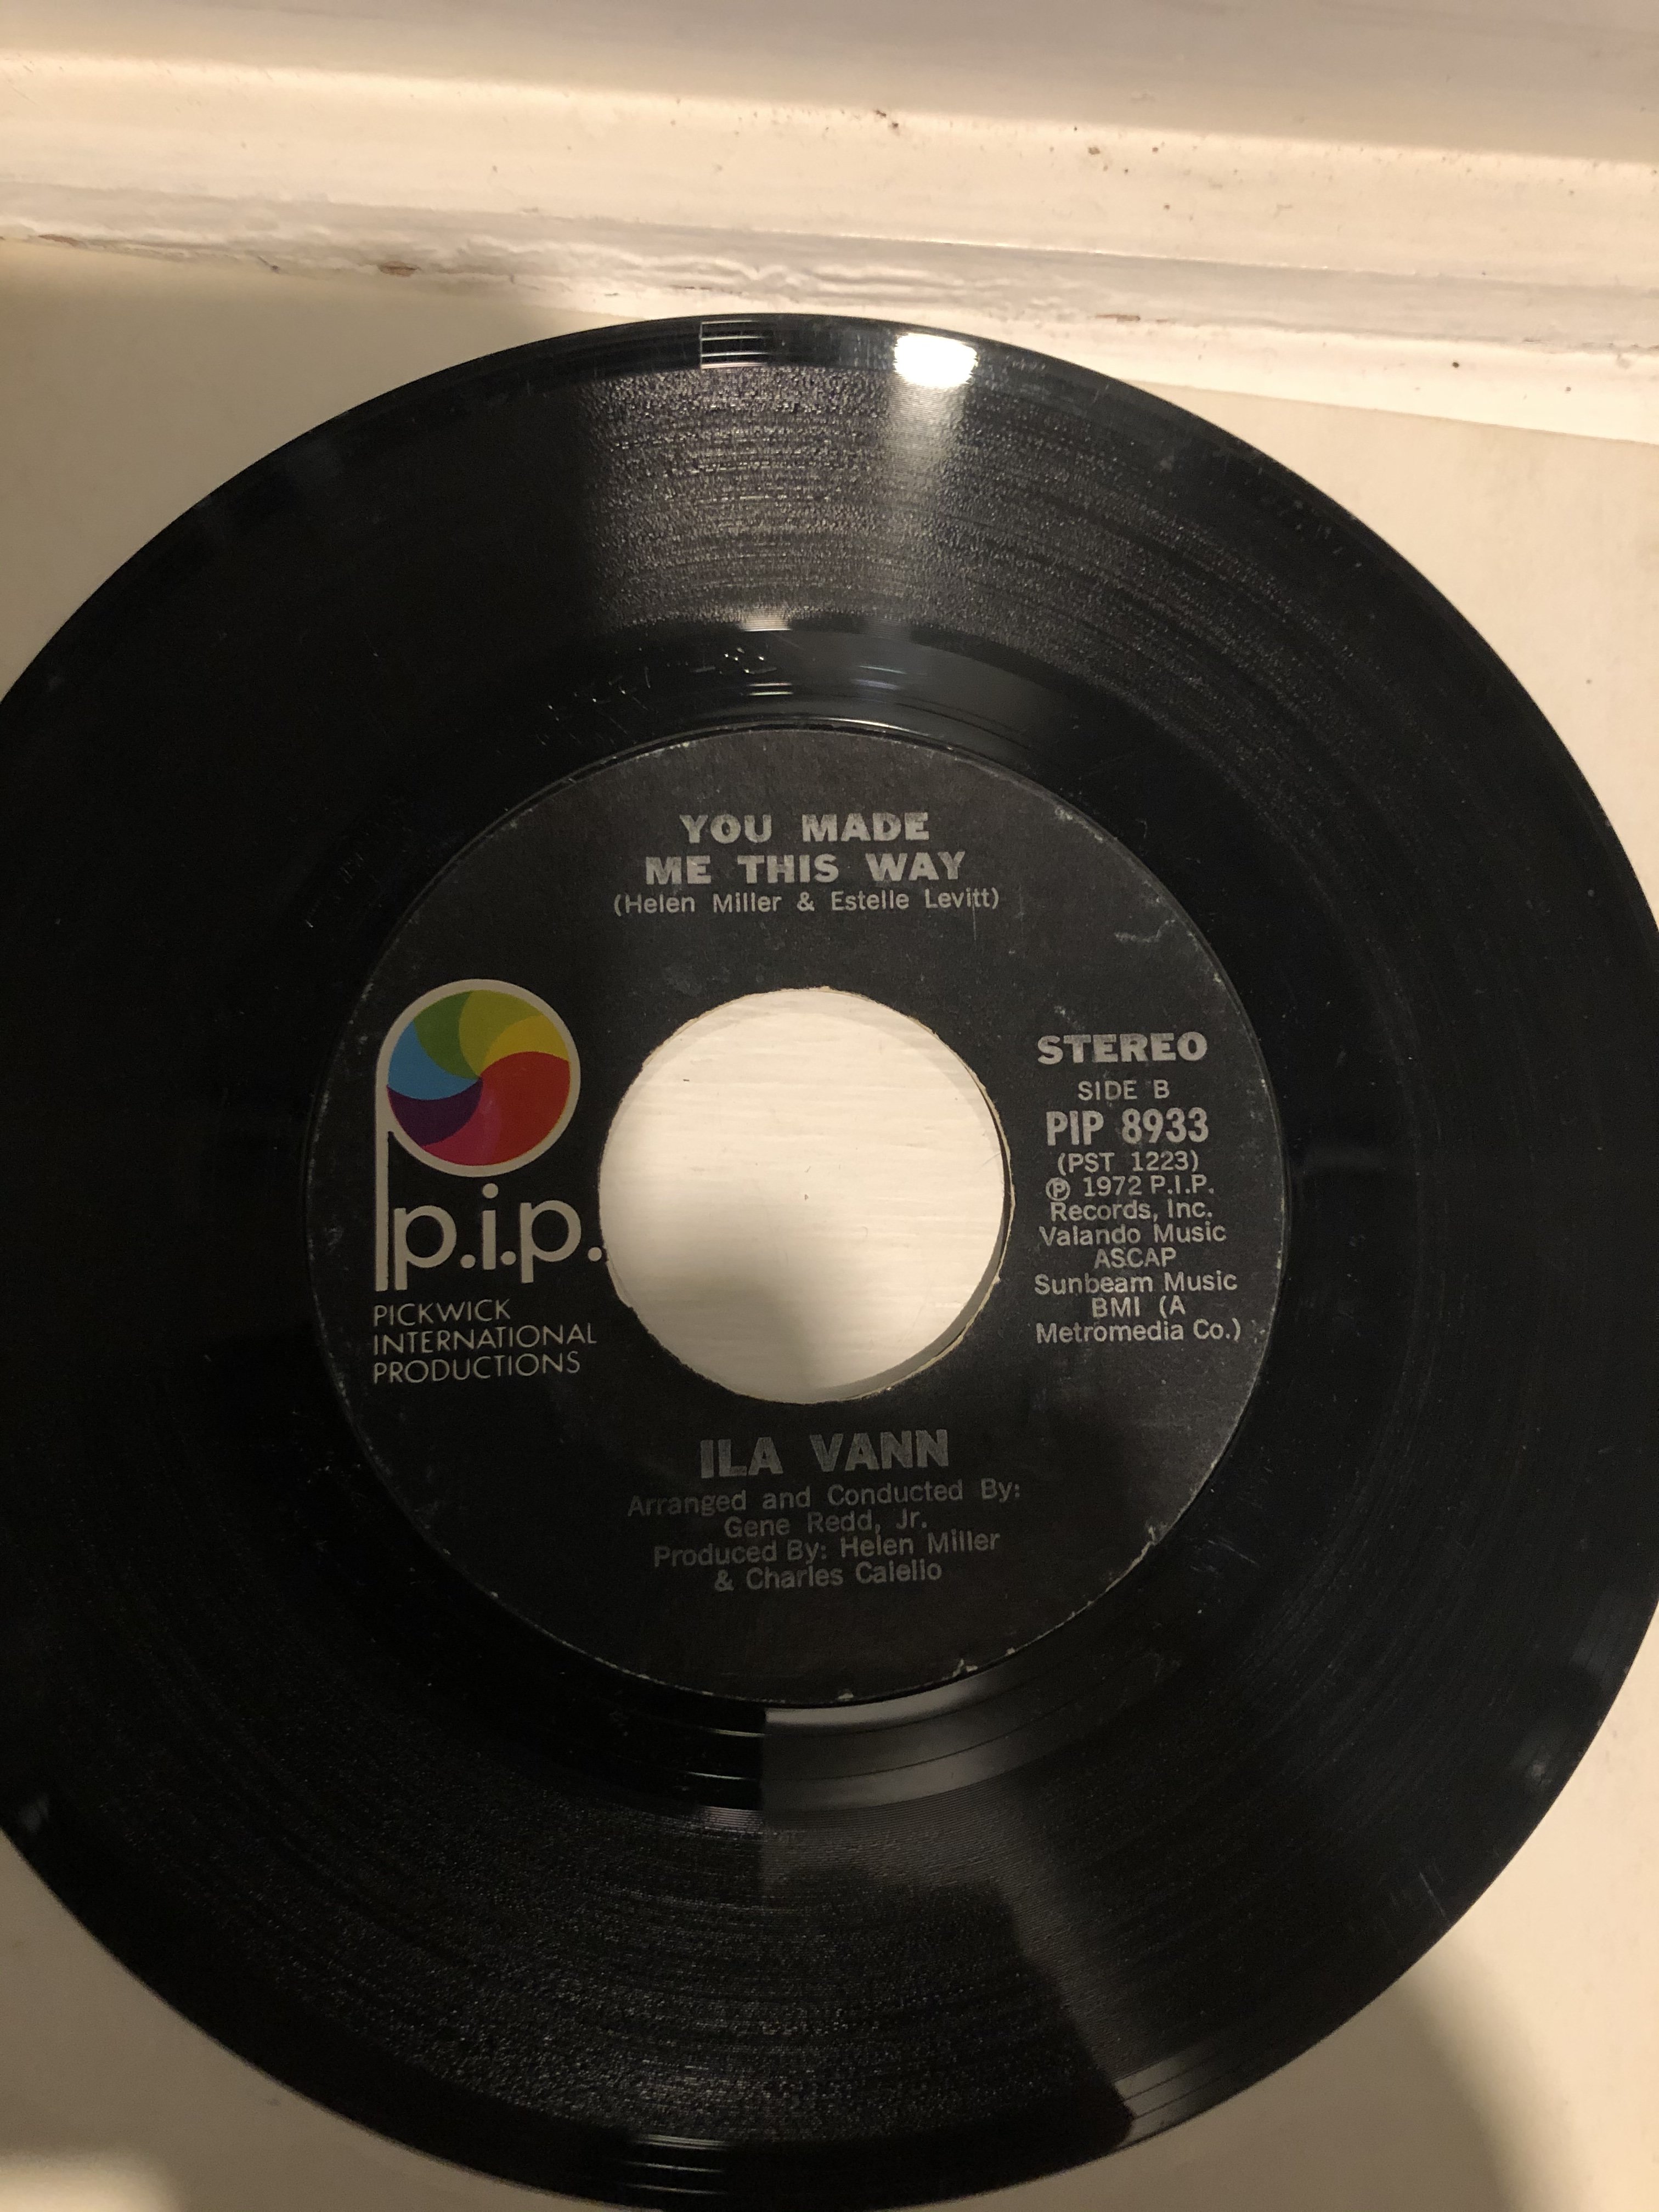 YOU MADE
ME THIS WAY
(Helen Miller & Estelle Levitt)
p.i.p.
PICKWICK
INTERNATIONAL
PRODUCTIONS
STEREO
SIDE B
PIP 8933
(PST 1223)
℗ 1972 P.I.P.
Records, Inc.
Valando Music
ASCAP
Sunbeam Music
BMI (A
Metromedia Co.)
ILA VANN
Arranged and Conducted By:
Gene Redd, Jr.
Produced By: Helen Miller
& Charles Calello